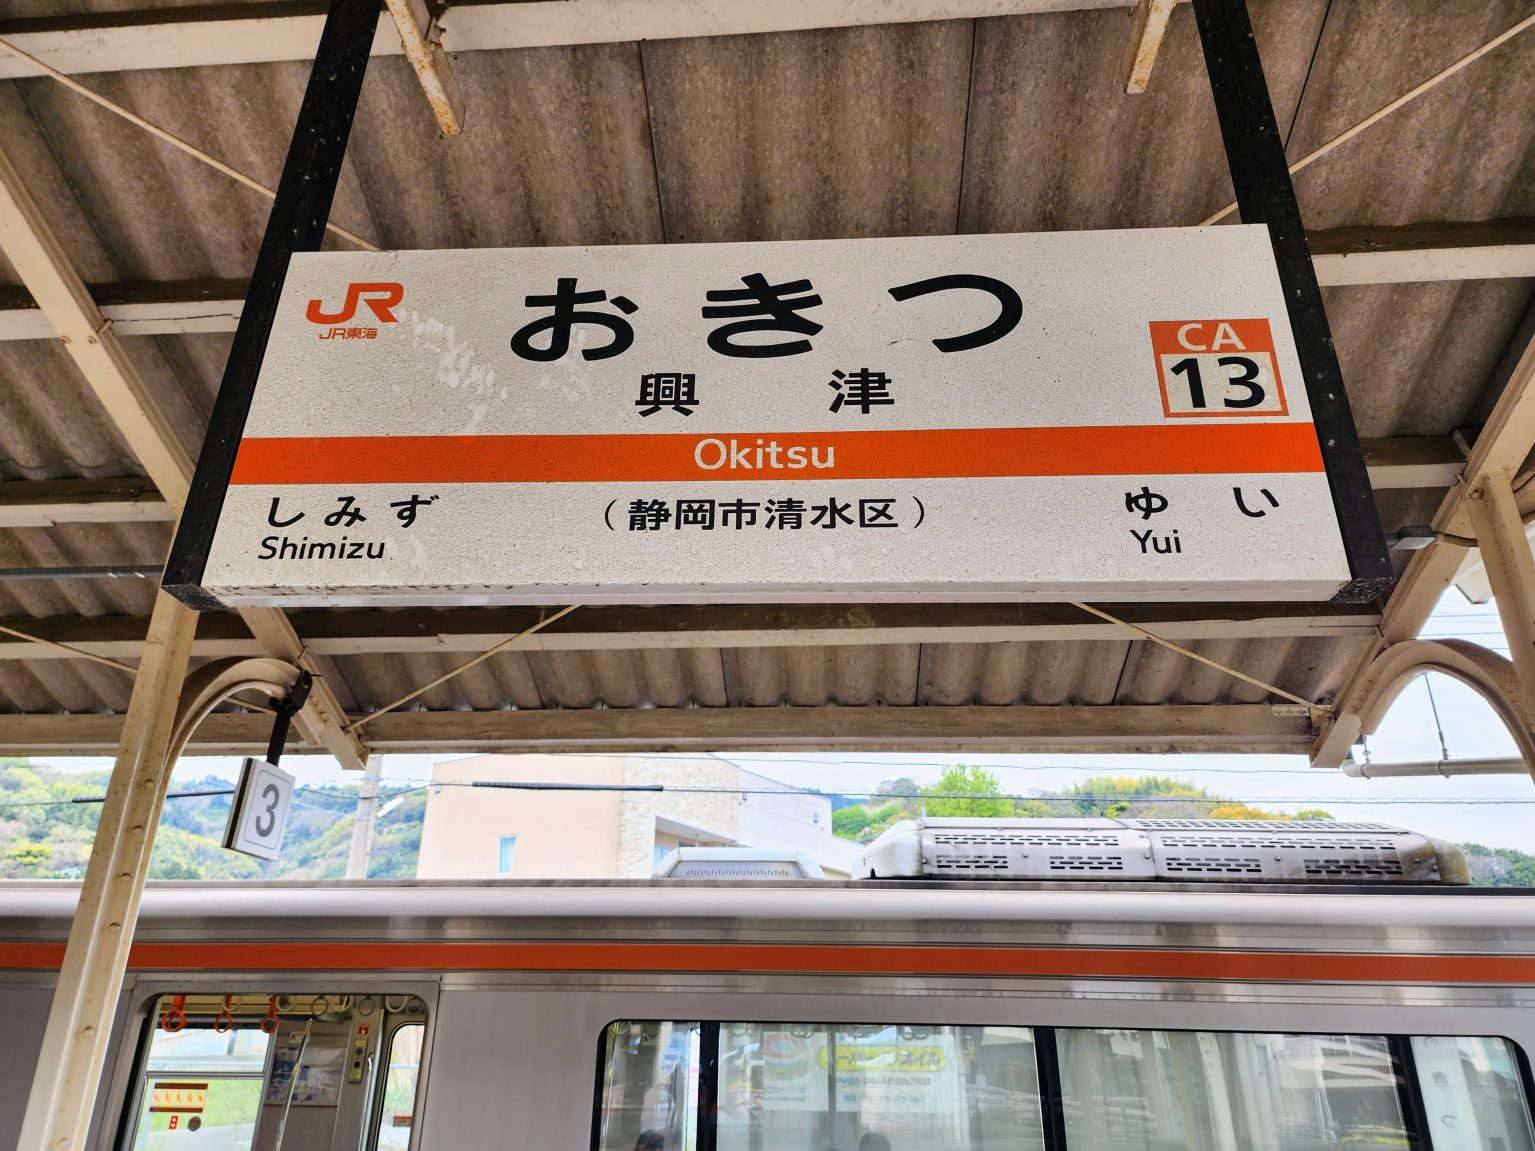 JR
JR東海
おきつ
興津
CA
13
Okitsu
しみず
Shimizu
（静岡市清水区）
ゆい
Yui
3